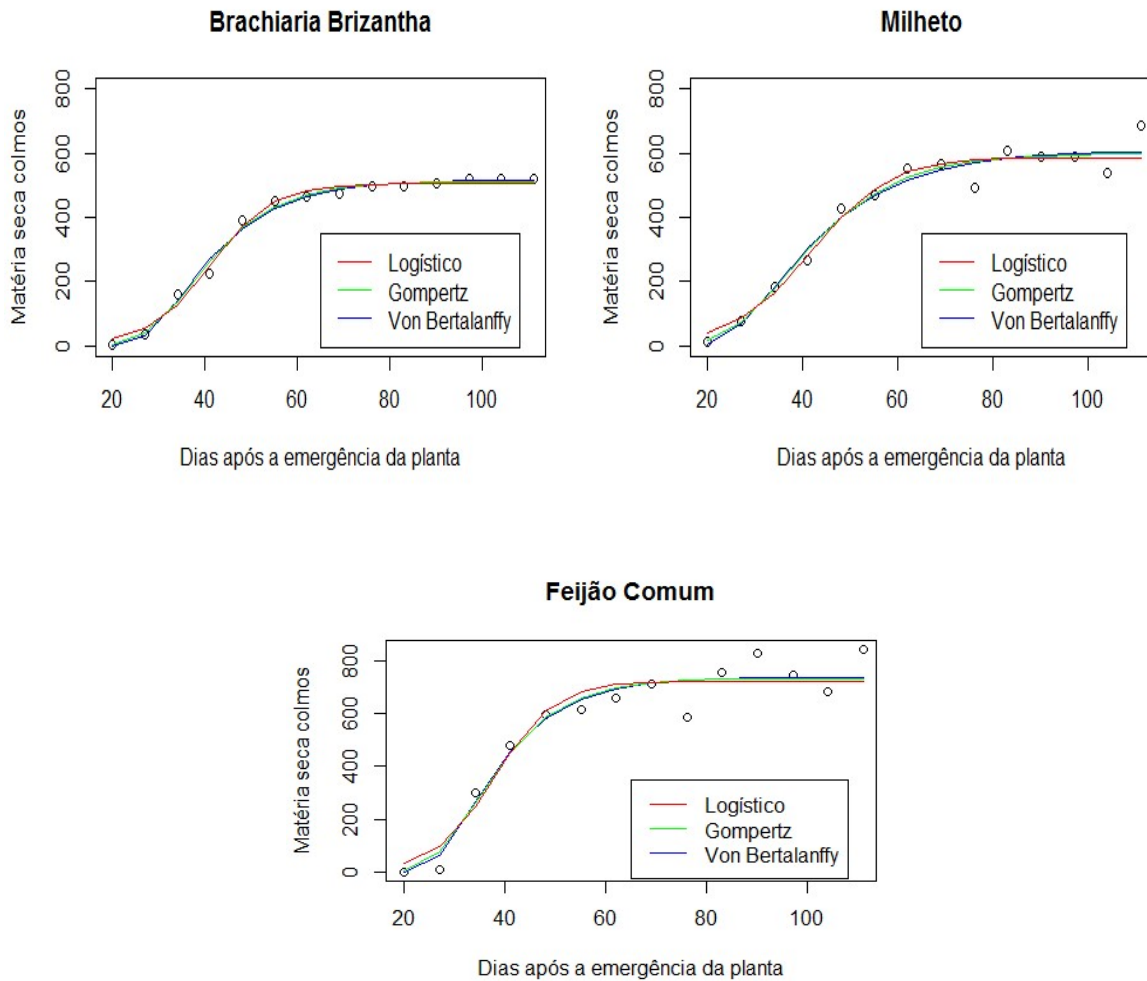 Brachiaria Brizantha
Matéria seca colmos
800
600
400
200
0
Logístico
Gompertz
Von Bertalanffy
20 40 60 80 100
Dias após a emergência da planta
Milheto
Matéria seca colmos
800
600
400
200
0
Logístico
Gompertz
Von Bertalanffy
20 40 60 80 100
Dias após a emergência da planta
Feijão Comum
Matéria seca colmos
800
600
400
200
0
Logístico
Gompertz
Von Bertalanffy
20 40 60 80 100
Dias após a emergência da planta